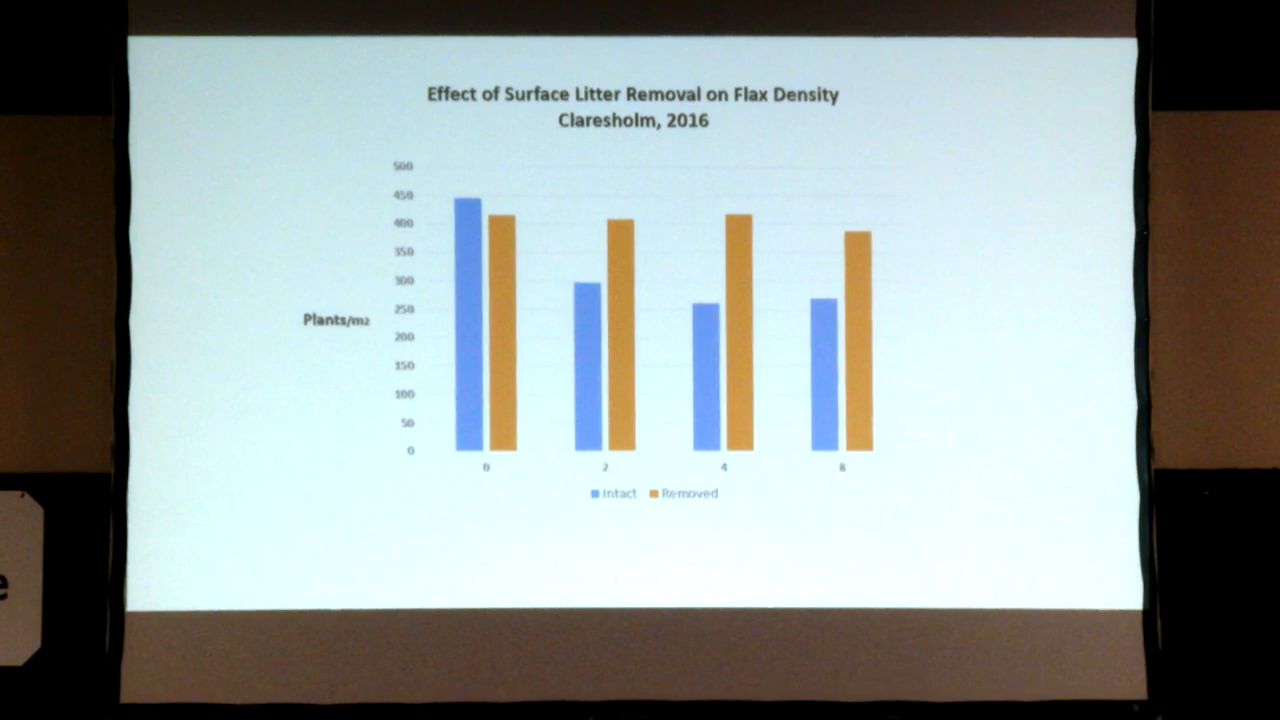 Effect of Surface Litter Removal on Flax Density
Claresholm, 2016
500
450
400
350
300
250
200
150
100
50
0
Plants/m2
0 2 4 8
Intact Removed
e